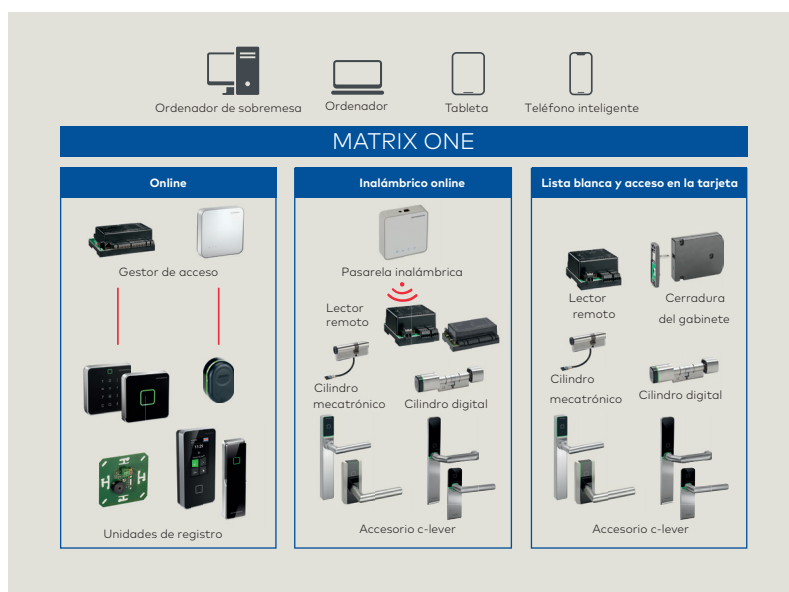 Ordenador de sobremesa
Ordenador
Tableta
Teléfono inteligente
MATRIX ONE
Online
Gestor de acceso
Unidades de registro
Inalámbrico online
Pasarela inalámbrica
Lector
remoto
Cilindro
mecatrónico
Cilindro digital
Accesorio c-lever
Lista blanca y acceso en la tarjeta
Lector
remoto
Cerradura
del gabinete
Cilindro
mecatrónico
Cilindro digital
Accesorio c-lever